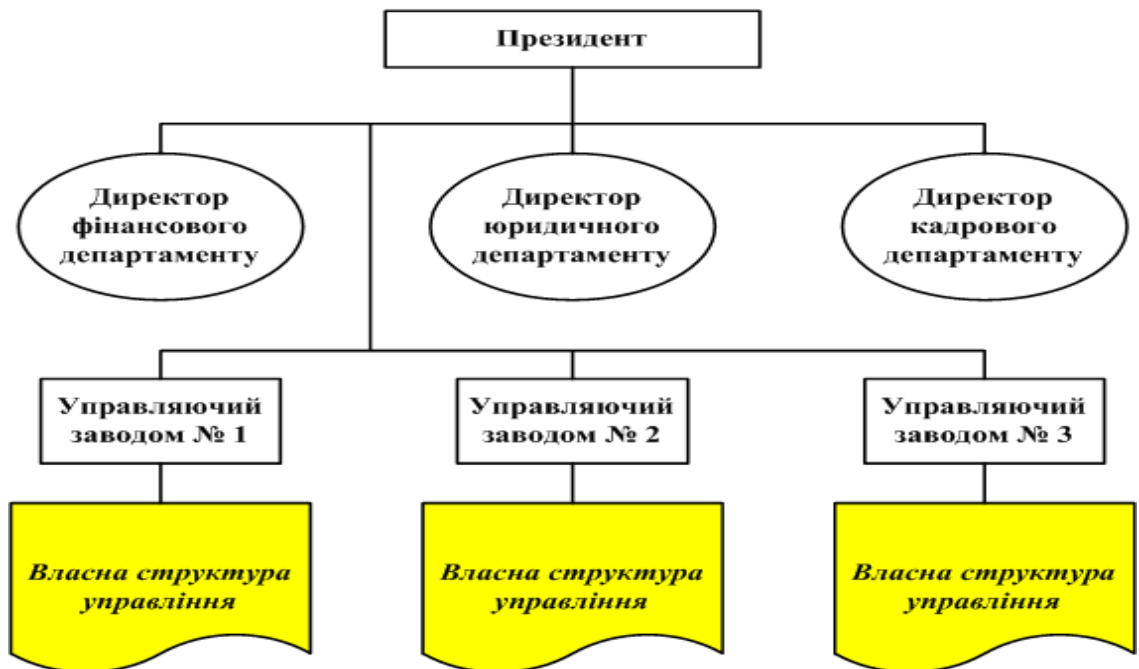 Президент
Директор
фінансового
департаменту
Директор
юридичного
департаменту
Директор
кадрового
департаменту
Управляючий
заводом № 1
Управляючий
заводом № 2
Управляючий
заводом № 3
Власна структура
управління
Власна структура
управління
Власна структура
управління